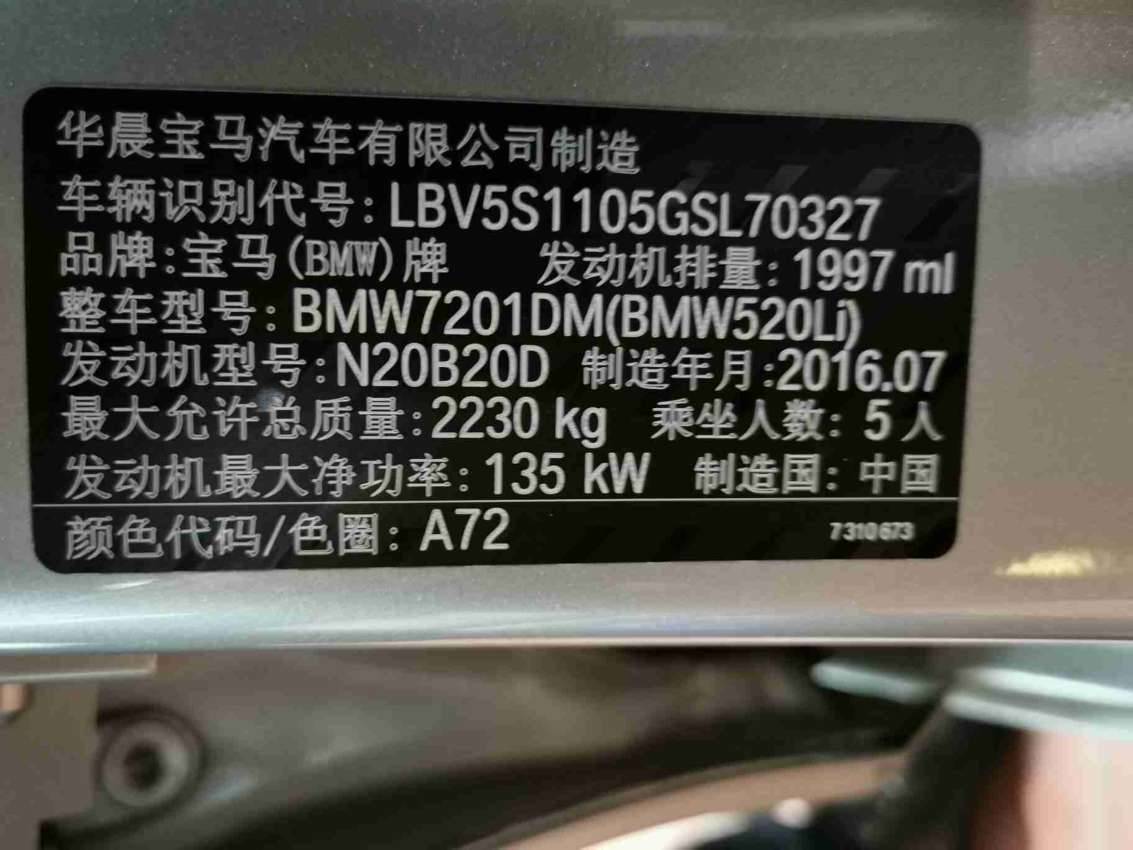 华晨宝马汽车有限公司制造
车辆识别代号: LBV5S1105GSL70327
品牌:宝马(BMW)牌 发动机排量: 1997 ml
整车型号: BMW7201DM(BMW520Li)
发动机型号:N20B20D 制造年月:2016.07
最大允许总质量:2230 kg 乘坐人数: 5人
发动机最大净功率: 135 kW 制造国: 中国
颜色代码/色圈: A72 7310673